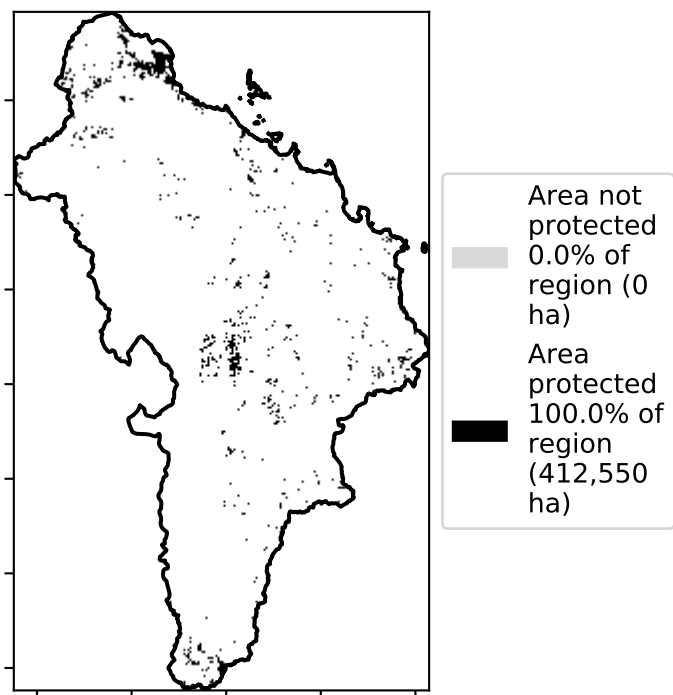 Area not
protected
0.0% of
region (0
ha)
Area
protected
100.0% of
region
(412,550
ha)